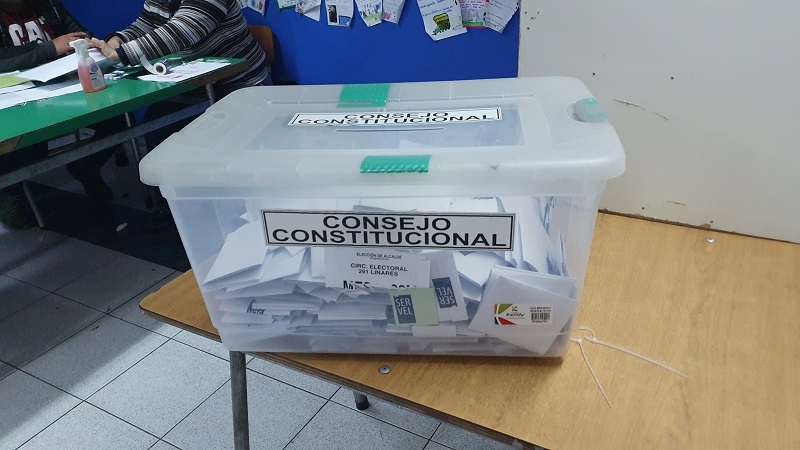 CONSEJO
CONSTITUCIONAL
CONSEJO
CONSTITUCIONAL
ELECCIÓN DE ALCALDE
CIRC. ELECTORAL
291 LINARES
SER
VEL
SER
VEL